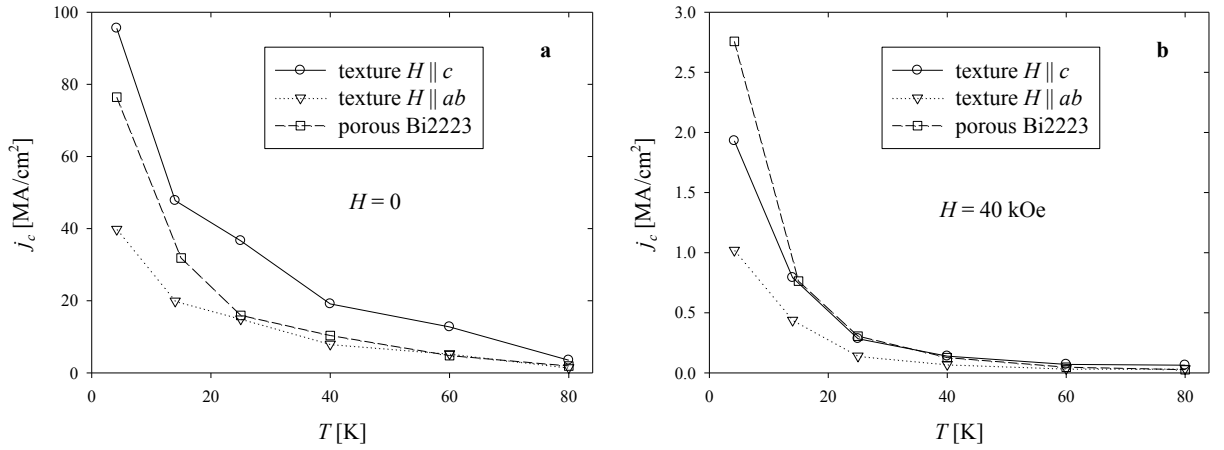 100
80
60
40
20
0
j_c [MA/cm²]
a
texture H || c
texture H || ab
porous Bi2223
H = 0
0 20 40 60 80
T [K]
3.0
2.5
2.0
1.5
1.0
0.5
0.0
j_c [MA/cm²]
b
texture H || c
texture H || ab
porous Bi2223
H = 40 kOe
0 20 40 60 80
T [K]